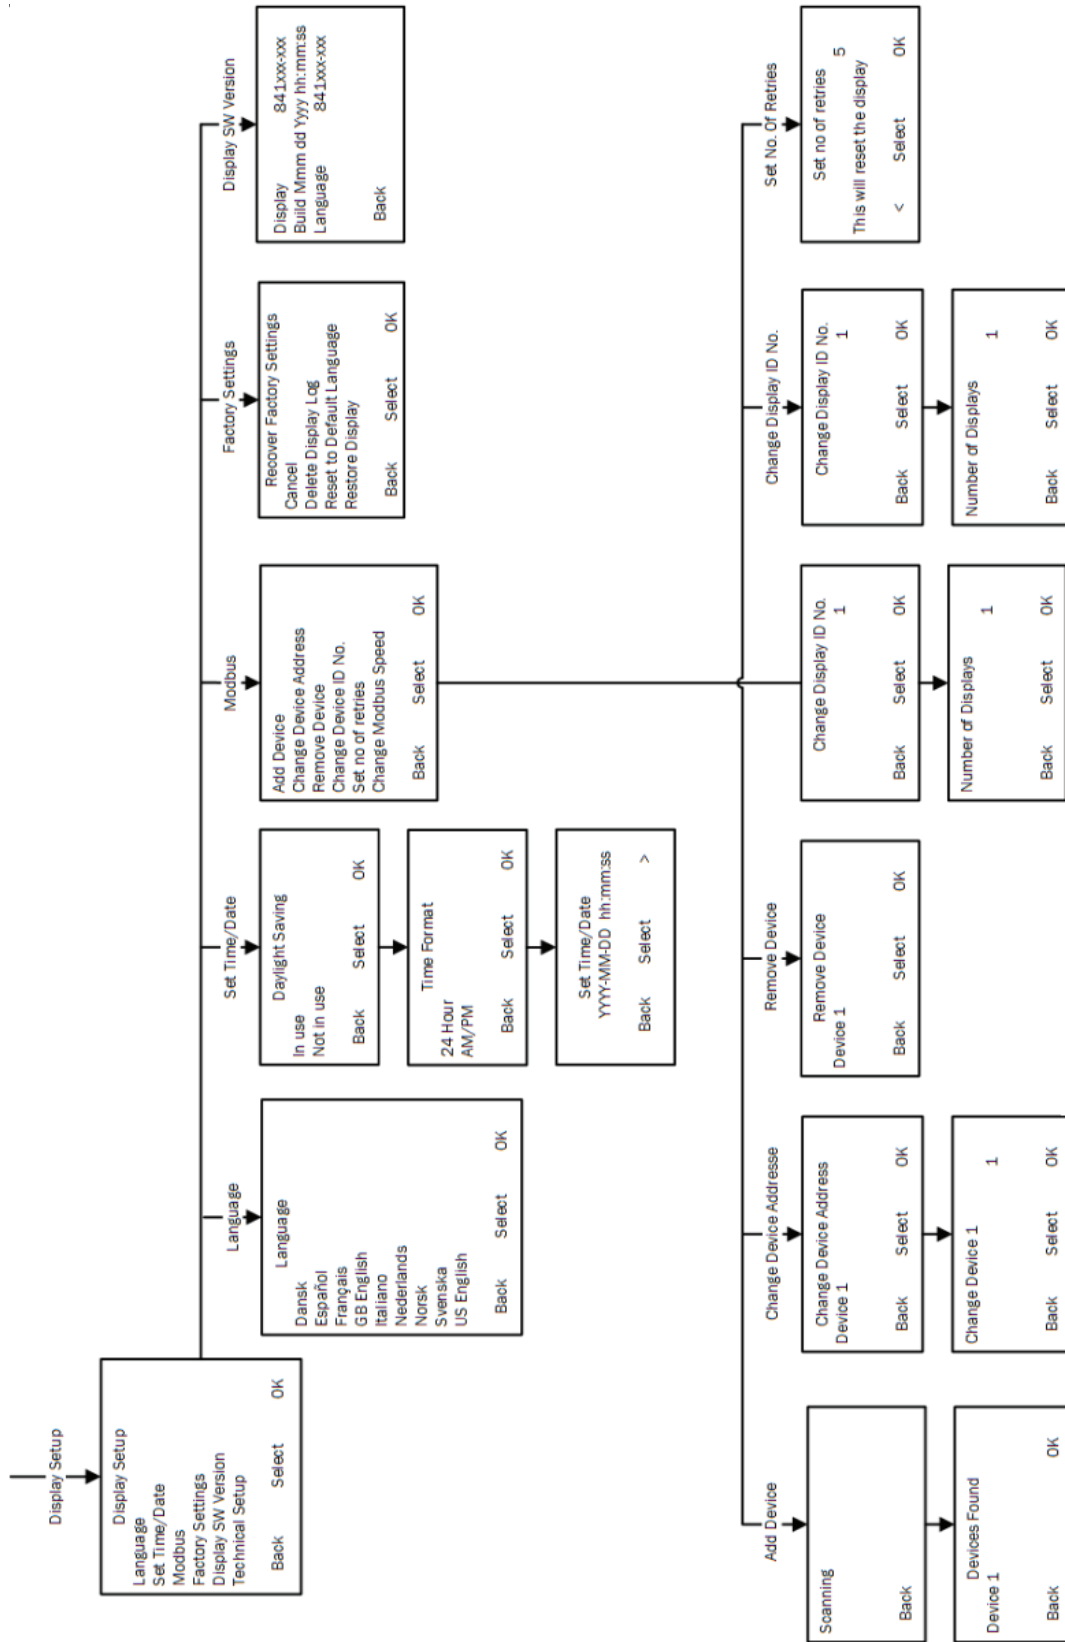 Display Setup
Display Setup
Language
Set Time/Date
Modbus
Factory Settings
Display SW Version
Technical Setup
Back Select OK
Language
Language
Dansk
Español
Français
GB English
Italiano
Nederlands
Norsk
Svenska
US English
Back Select OK
Set Time/Date
Daylight Saving
In use
Not in use
Back Select OK
Time Format
24 Hour
AM/PM
Back Select OK
Set Time/Date
YYYY-MM-DD hh:mm:ss
Back Select >
Modbus
Add Device
Change Device Address
Remove Device
Change Device ID No.
Set no of retries
Change Modbus Speed
Back Select OK
Factory Settings
Recover Factory Settings
Cancel
Delete Display Log
Reset to Default Language
Restore Display
Back Select OK
Display SW Version
Display 841xxx-xxx
Build Mmm dd Yyyy hh:mm:ss
Language 841xxx-xxx
Back
Add Device
Scanning
Back
Devices Found
Device 1
OK
Change Device Addresse
Change Device Address
Device 1
Back Select OK
Change Device 1
1
Back Select OK
Remove Device
Remove Device
Device 1
Back Select OK
Change Display ID No.
1
Back Select OK
Number of Displays
1
Back Select OK
Change Display ID No.
Change Display ID No.
1
Back Select OK
Number of Displays
1
Back Select OK
Set No. Of Retries
Set no of retries
5
This will reset the display
< Select OK